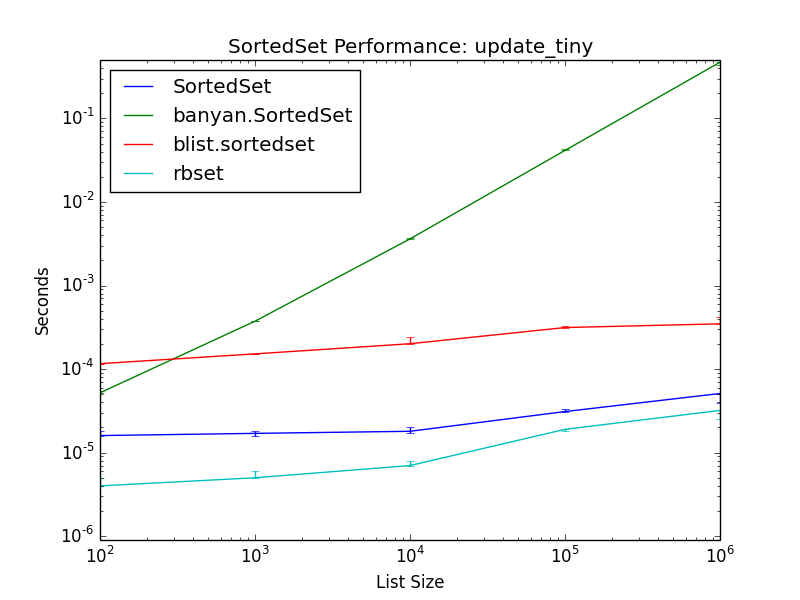 SortedSet Performance: update_tiny
SortedSet
banyan.SortedSet
blist.sortedset
rbset
10^-1
10^-2
10^-3
10^-4
10^-5
10^-6
Seconds
10^2 10^3 10^4 10^5 10^6
List Size